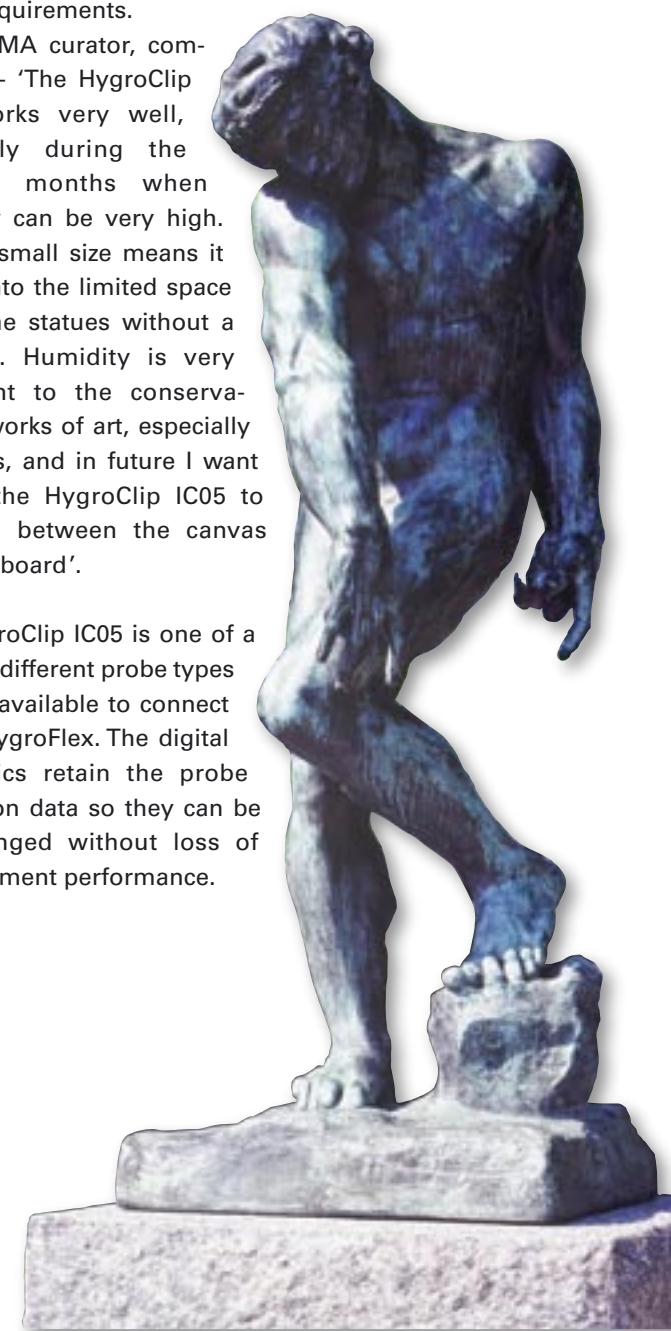 quirements.
MA curator, com-
- ‘The HygroClip
orks very well,
ly during the
months when
can be very high.
small size means it
nto the limited space
ne statues without a
. Humidity is very
nt to the conserva-
works of art, especially
s, and in future I want
the HygroClip IC05 to
between the canvas
board’.
roClip IC05 is one of a
different probe types
available to connect
ygroFlex. The digital
ics retain the probe
on data so they can be
nged without loss of
ment performance.